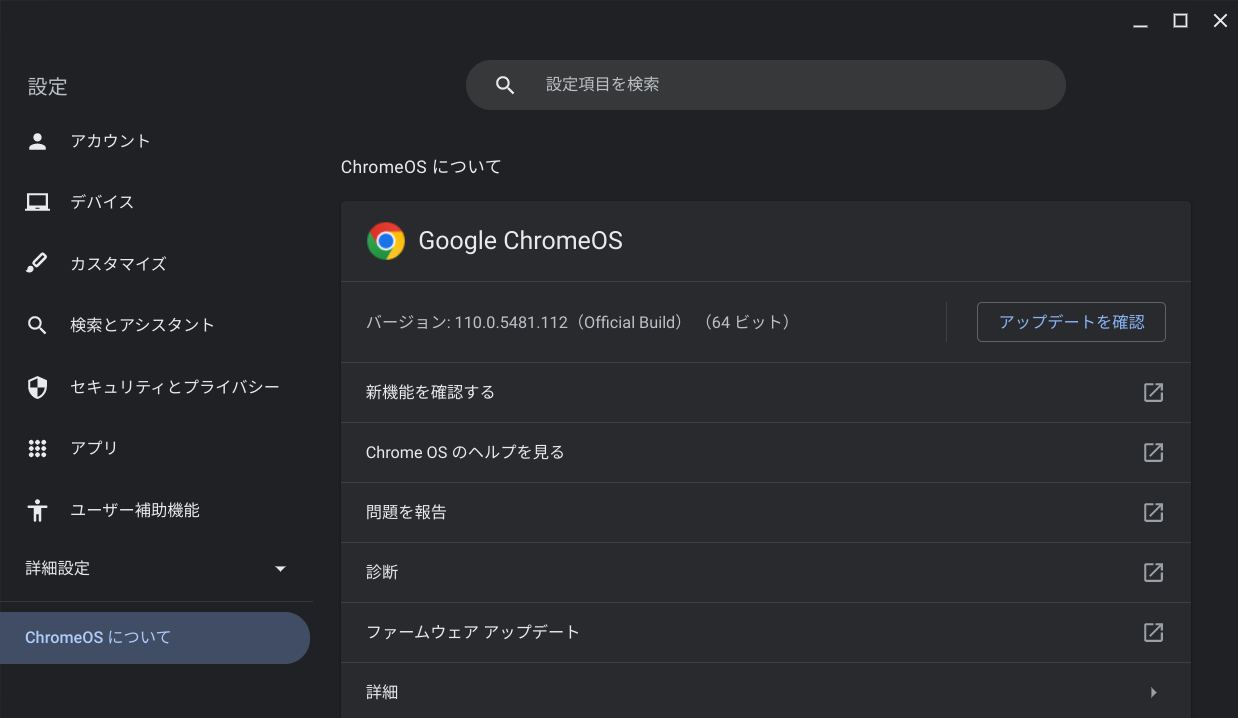 設定
設定項目を検索
アカウント
デバイス
カスタマイズ
検索とアシスタント
セキュリティとプライバシー
アプリ
ユーザー補助機能
詳細設定
ChromeOS について
ChromeOS について
Google ChromeOS
バージョン: 110.0.5481.112（Official Build） （64 ビット）
アップデートを確認
新機能を確認する
Chrome OS のヘルプを見る
問題を報告
診断
ファームウェア アップデート
詳細